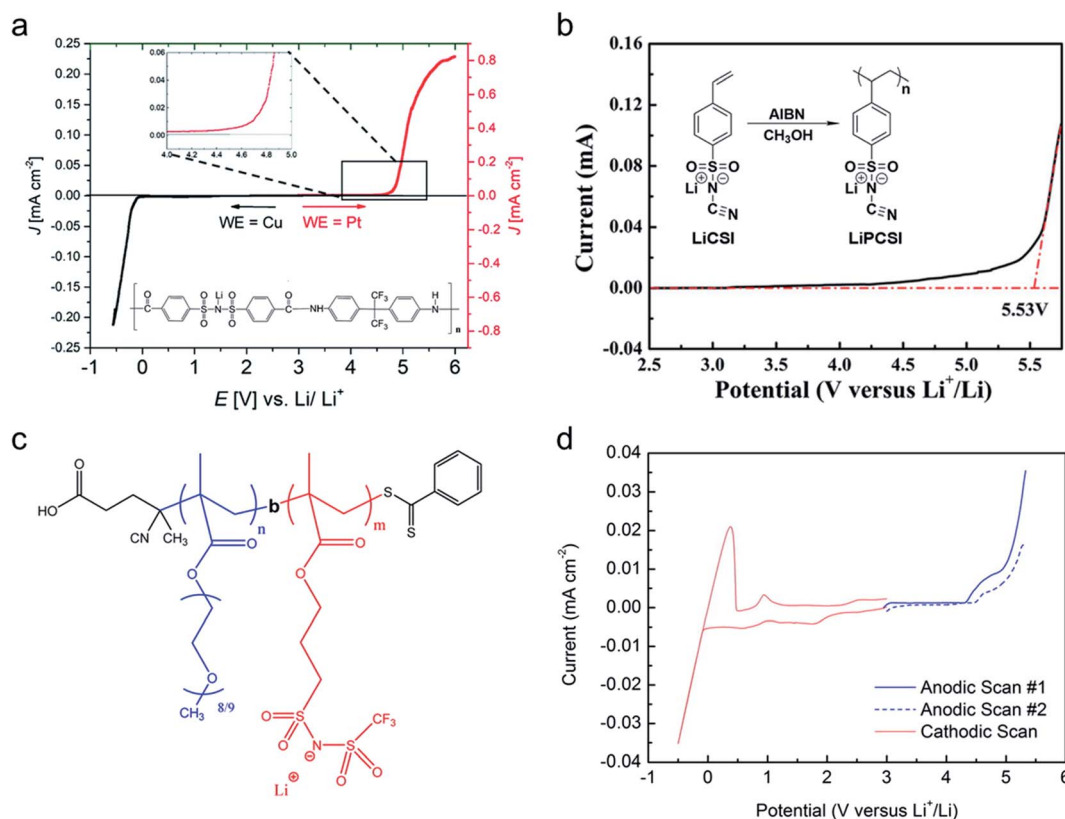 a
0.25
0.20
0.15
0.10
0.05
0.00
-0.05
-0.10
-0.15
-0.20
-0.25
J [mA cm⁻²]
0.06
0.04
0.02
0.00
4.0 4.2 4.4 4.6 4.8 5.0
WE = Cu WE = Pt
0.8
0.6
0.4
0.2
0.0
-0.2
-0.4
-0.6
-0.8
J [mA cm⁻²]
O
C
O
S
O
Li
N
O
S
O
O
C
NH
CF₃
CF₃
H
N
n
-1 0 1 2 3 4 5 6
E [V] vs. Li/ Li⁺
b
0.16
0.12
0.08
0.04
0.00
-0.04
Current (mA)
AIBN
CH₃OH
n
O=S=O
Li⊕ N⊖
C≡N
LiCSI
O=S=O
Li⊕ N⊖
C≡N
LiPCSI
5.53V
2.5 3.0 3.5 4.0 4.5 5.0 5.5
Potential (V versus Li⁺/Li)
c
O
HO
CN
CH₃
n
b
m
S
S
O
O
O
O
O
CH₃
8/9
O
S
O
N
⊖
S
CF₃
O
O
Li⊕
d
0.04
0.03
0.02
0.01
0.00
-0.01
-0.02
-0.03
0.04
Current (mA cm⁻²)
Anodic Scan #1
Anodic Scan #2
Cathodic Scan
-1 0 1 2 3 4 5 6
Potential (V versus Li⁺/Li)